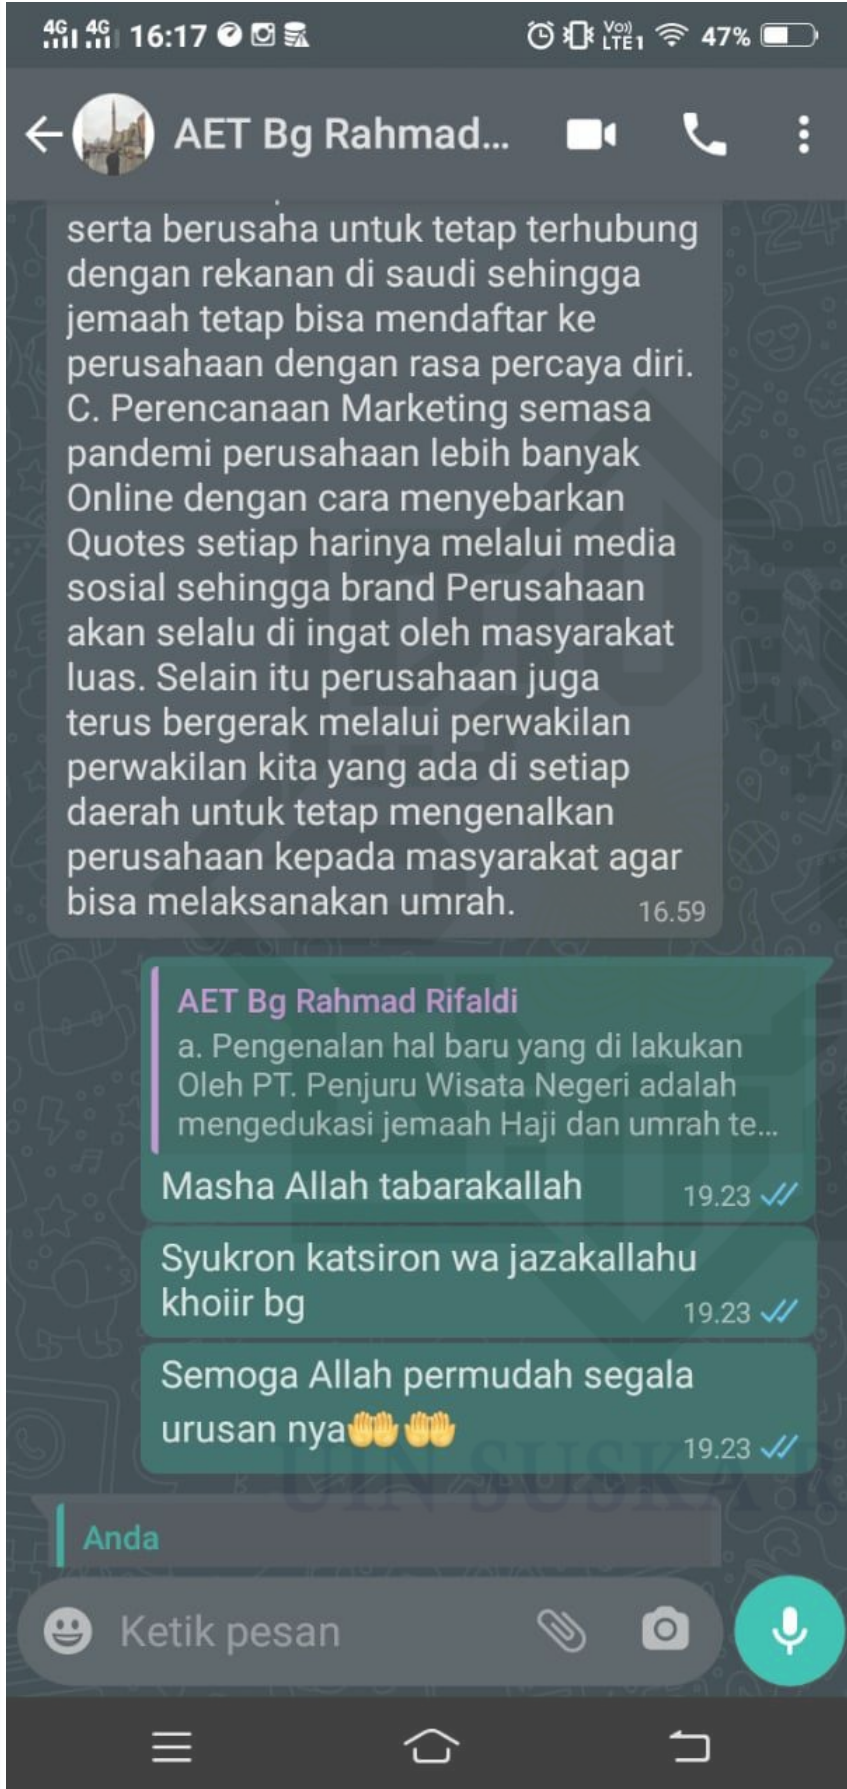 4G 4G 16:17 Vo)) LTE1 47%
AET Bg Rahmad...
serta berusaha untuk tetap terhubung
dengan rekanan di saudi sehingga
jemaah tetap bisa mendaftar ke
perusahaan dengan rasa percaya diri.
C. Perencanaan Marketing semasa
pandemi perusahaan lebih banyak
Online dengan cara menyebarkan
Quotes setiap harinya melalui media
sosial sehingga brand Perusahaan
akan selalu di ingat oleh masyarakat
luas. Selain itu perusahaan juga
terus bergerak melalui perwakilan
perwakilan kita yang ada di setiap
daerah untuk tetap mengenalkan
perusahaan kepada masyarakat agar
bisa melaksanakan umrah. 16.59
AET Bg Rahmad Rifaldi
a. Pengenalan hal baru yang di lakukan
Oleh PT. Penjuru Wisata Negeri adalah
mengedukasi jemaah Haji dan umrah te...
Masha Allah tabarakallah 19.23
Syukron katsiron wa jazakallahu
khoiir bg 19.23
Semoga Allah permudah segala
urusan nya🤲🤲 19.23
UIN SUSKA R
Anda
Ketik pesan